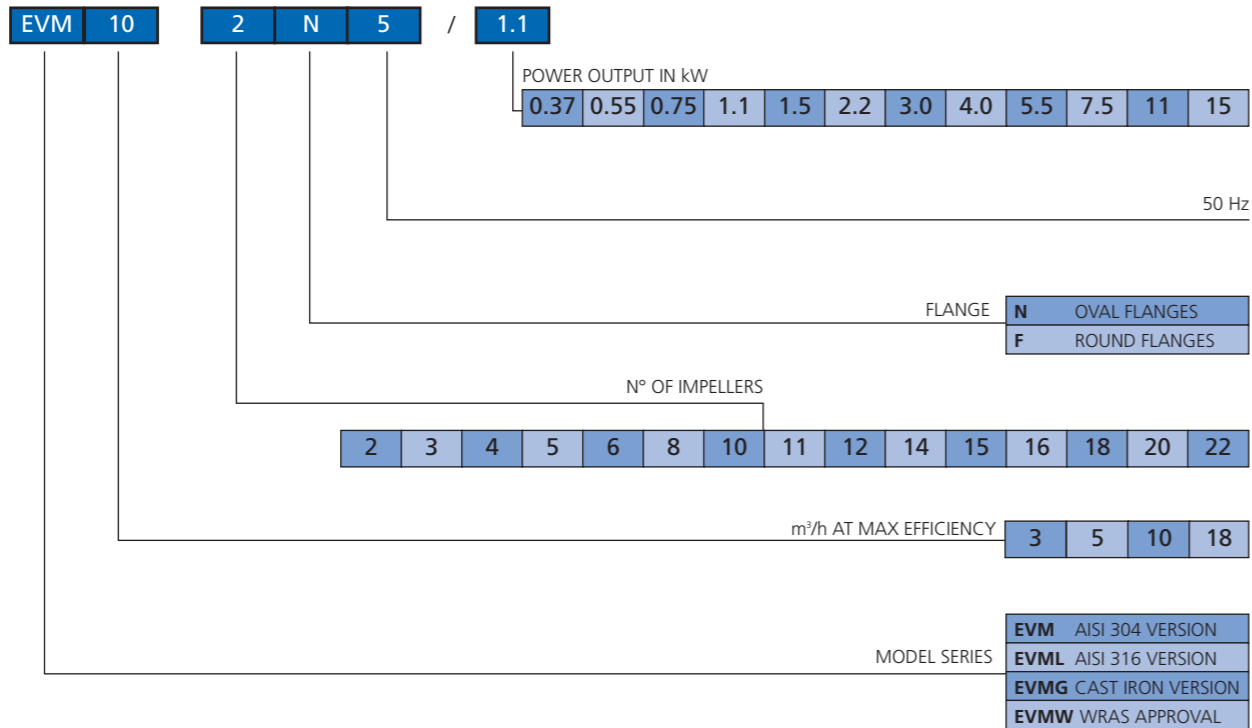 EVM 10 2 N 5 / 1.1
POWER OUTPUT IN kW
0.37 0.55 0.75 1.1 1.5 2.2 3.0 4.0 5.5 7.5 11 15
50 Hz
FLANGE N OVAL FLANGES
F ROUND FLANGES
N° OF IMPELLERS
2 3 4 5 6 8 10 11 12 14 15 16 18 20 22
m³/h AT MAX EFFICIENCY 3 5 10 18
EVM AISI 304 VERSION
MODEL SERIES EVML AISI 316 VERSION
EVMG CAST IRON VERSION
EVMW WRAS APPROVAL